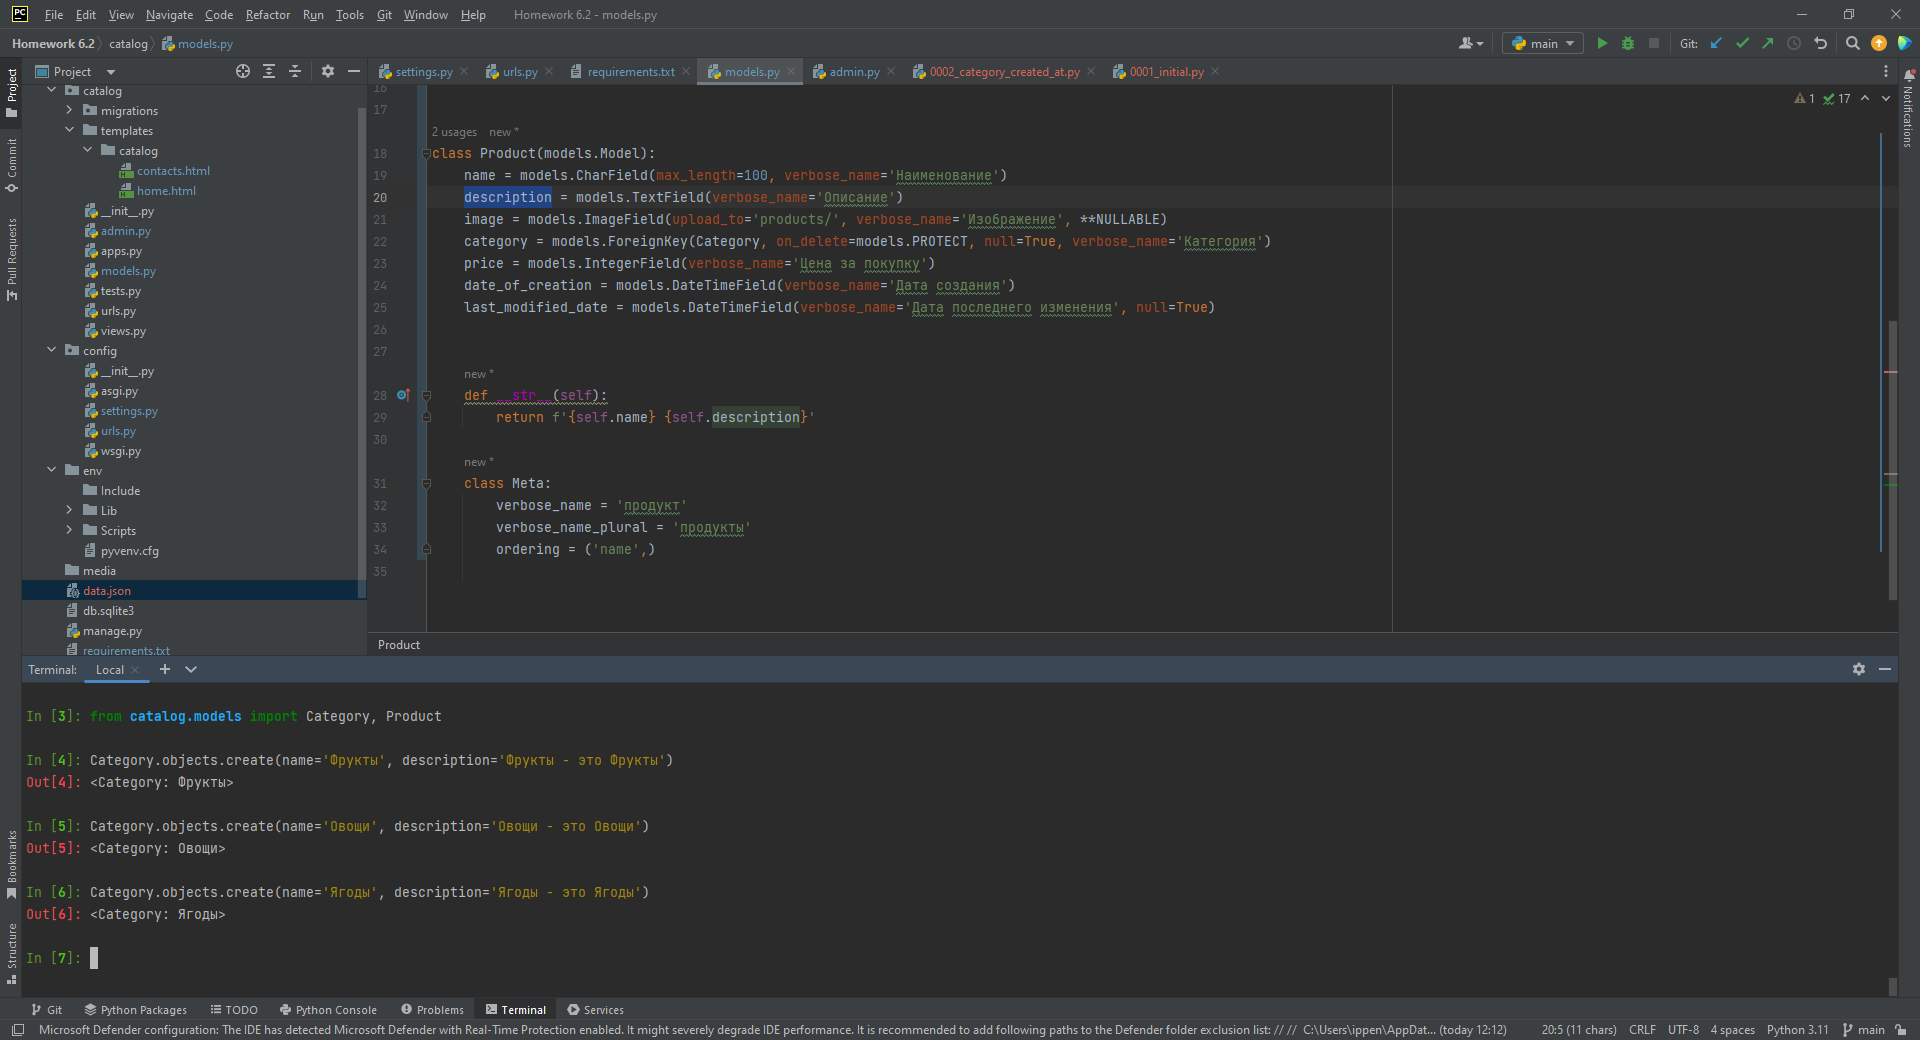 File Edit View Navigate Code Refactor Run Tools Git Window Help Homework 6.2 - models.py
Homework 6.2 catalog models.py main Git:
Project
settings.py urls.py requirements.txt models.py admin.py 0002_category_created_at.py 0001_initial.py
catalog
migrations
templates
catalog
contacts.html
home.html
__init__.py
admin.py
apps.py
models.py
tests.py
urls.py
views.py
config
__init__.py
asgi.py
settings.py
urls.py
wsgi.py
env
Include
Lib
Scripts
pyvenv.cfg
media
data.json
db.sqlite3
manage.py
requirements.txt
Project
Commit
Pull Requests
Bookmarks
Structure
Notifications
1 17
16
17
2 usages new *
18 class Product(models.Model):
19 name = models.CharField(max_length=100, verbose_name='Наименование')
20 description = models.TextField(verbose_name='Описание')
21 image = models.ImageField(upload_to='products/', verbose_name='Изображение', **NULLABLE)
22 category = models.ForeignKey(Category, on_delete=models.PROTECT, null=True, verbose_name='Категория')
23 price = models.IntegerField(verbose_name='Цена за покупку')
24 date_of_creation = models.DateTimeField(verbose_name='Дата создания')
25 last_modified_date = models.DateTimeField(verbose_name='Дата последнего изменения', null=True)
26
27
new *
28 def __str__(self):
29 return f'{self.name} {self.description}'
30
new *
31 class Meta:
32 verbose_name = 'продукт'
33 verbose_name_plural = 'продукты'
34 ordering = ('name',)
35
Product
Terminal: Local
In [3]: from catalog.models import Category, Product
In [4]: Category.objects.create(name='Фрукты', description='Фрукты - это Фрукты')
Out[4]: <Category: Фрукты>
In [5]: Category.objects.create(name='Овощи', description='Овощи - это Овощи')
Out[5]: <Category: Овощи>
In [6]: Category.objects.create(name='Ягоды', description='Ягоды - это Ягоды')
Out[6]: <Category: Ягоды>
In [7]:
Git Python Packages TODO Python Console Problems Terminal Services
Microsoft Defender configuration: The IDE has detected Microsoft Defender with Real-Time Protection enabled. It might severely degrade IDE performance. It is recommended to add following paths to the Defender folder exclusion list: // // C:\Users\ippen\AppDat... (today 12:12) 20:5 (11 chars) CRLF UTF-8 4 spaces Python 3.11 main